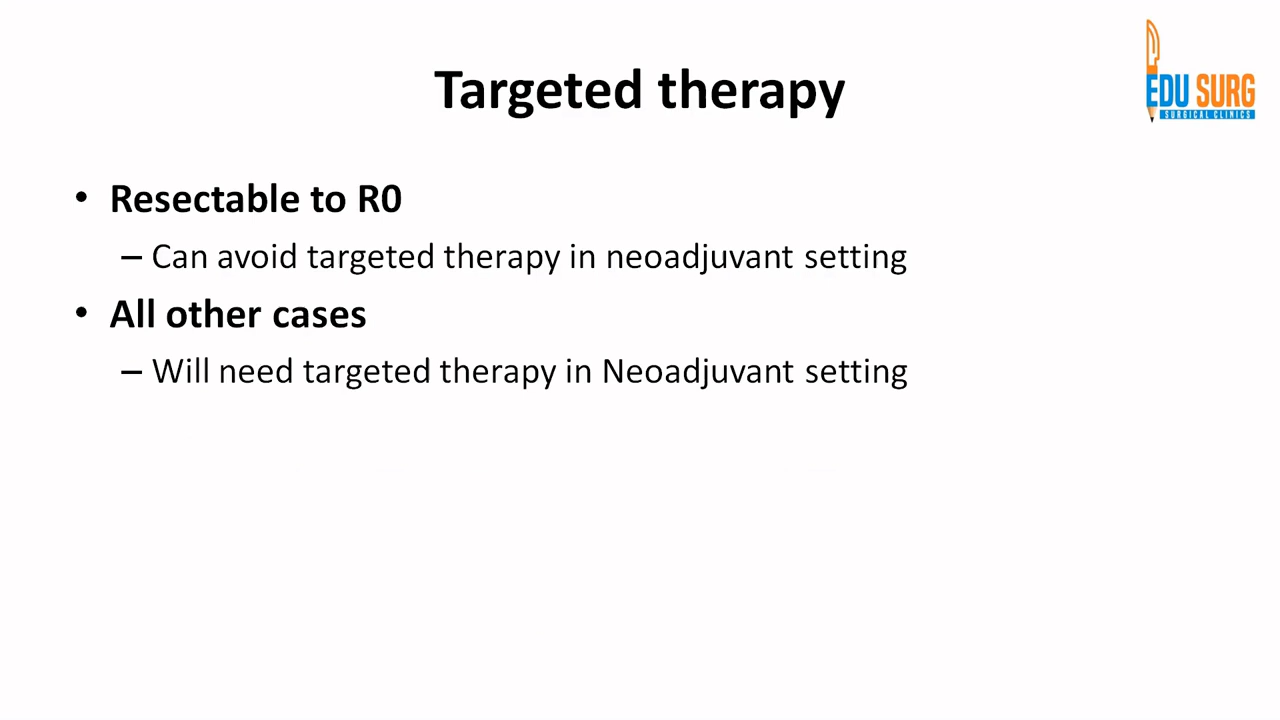 Targeted therapy
EDU SURG
SURGICAL CLINICS
• Resectable to R0
– Can avoid targeted therapy in neoadjuvant setting
• All other cases
– Will need targeted therapy in Neoadjuvant setting